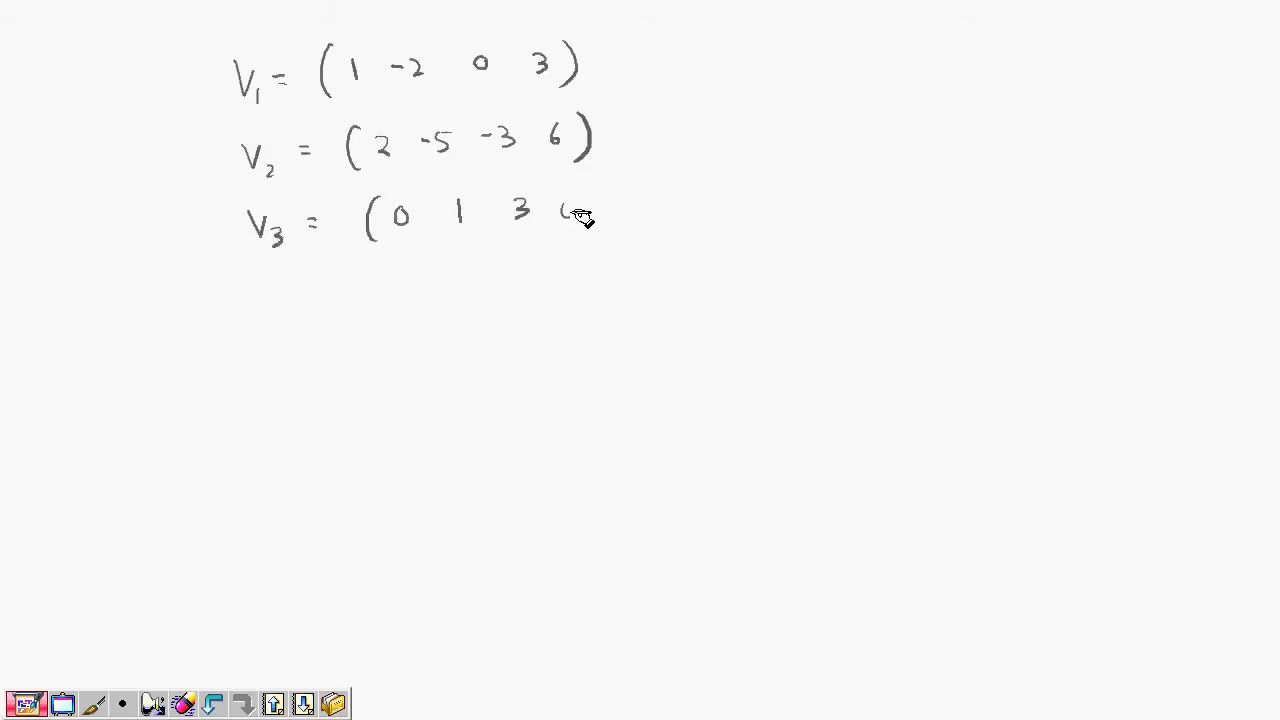 V1 = ( 1 -2 0 3 )
V2 = ( 2 -5 -3 6 )
V3 = ( 0 1 3